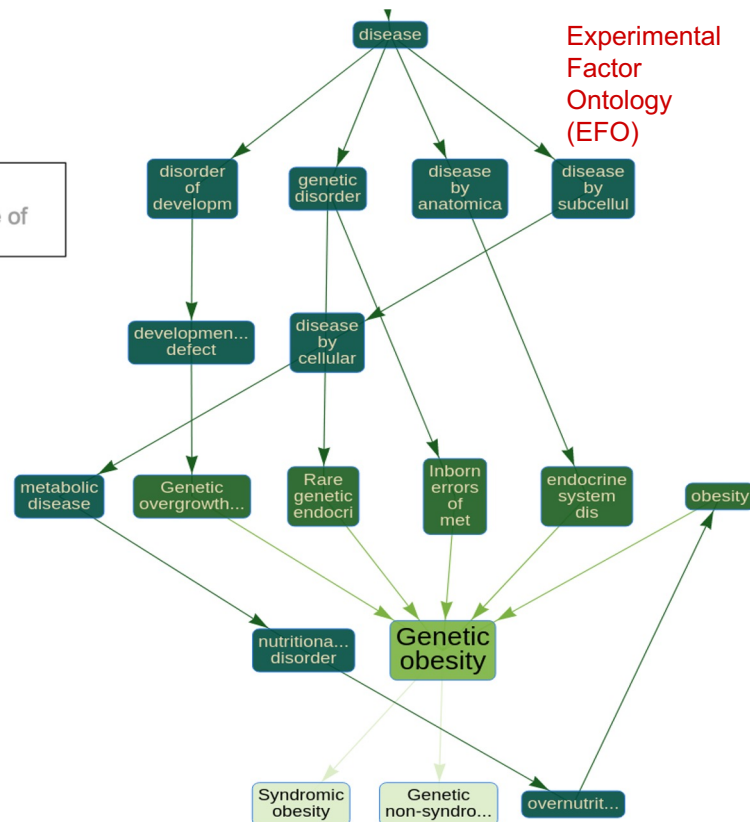 disease
Experimental
Factor
Ontology
(EFO)
disorder
of
developm
genetic
disorder
disease
by
anatomica
disease
by
subcellul
of
developmen...
defect
disease
by
cellular
metabolic
disease
Genetic
overgrowth...
Rare
genetic
endocri
Inborn
errors
of
met
endocrine
system
dis
obesity
Genetic
obesity
nutritiona...
disorder
Syndromic
obesity
Genetic
non-syndro...
overnutrit...